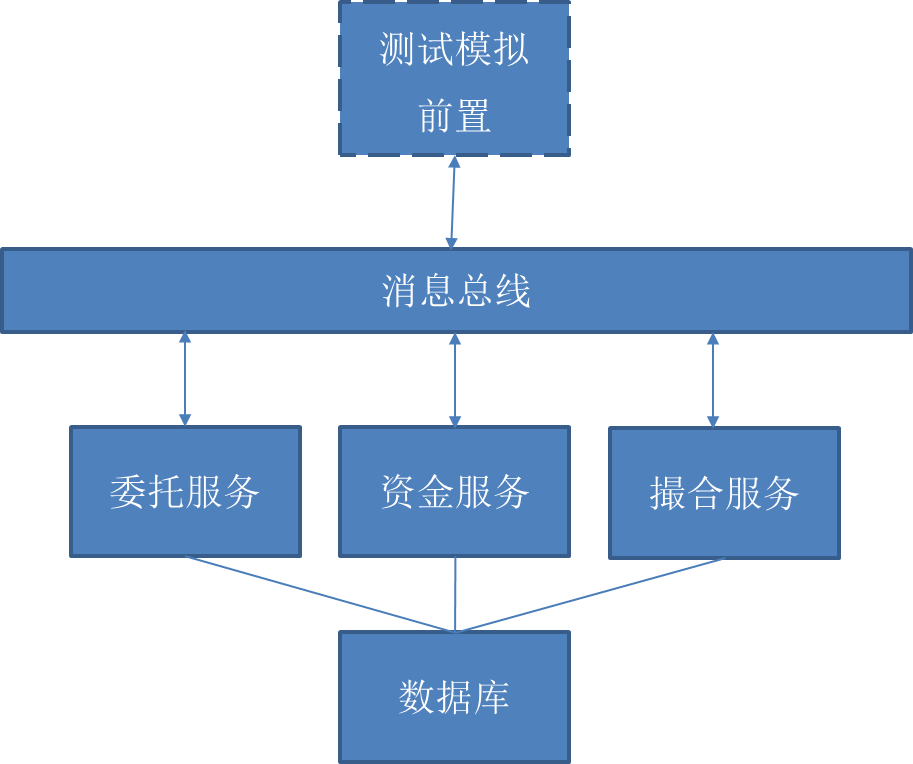 测试模拟
前置
消息总线
委托服务
资金服务
撮合服务
数据库